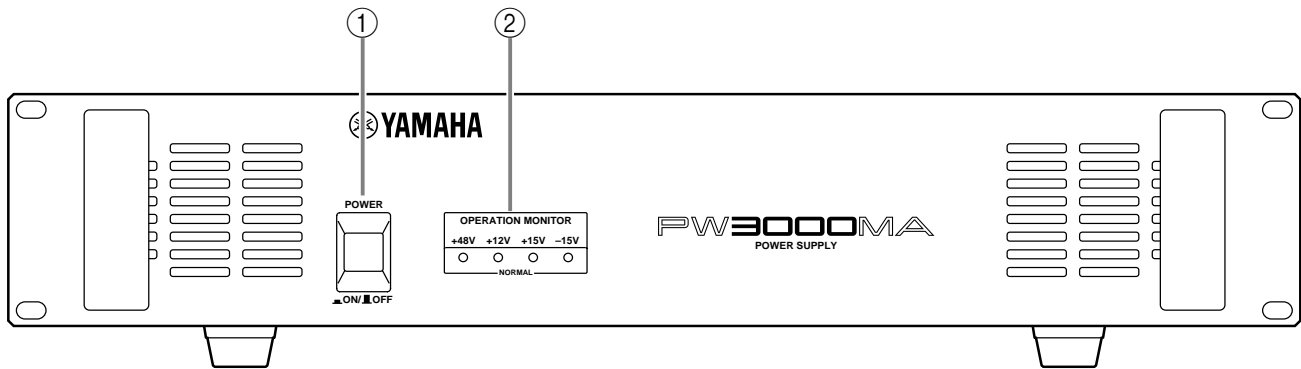 ① ②
YAMAHA
POWER
▂ON/▋OFF
OPERATION MONITOR
+48V +12V +15V –15V
NORMAL
PW3000MA
POWER SUPPLY